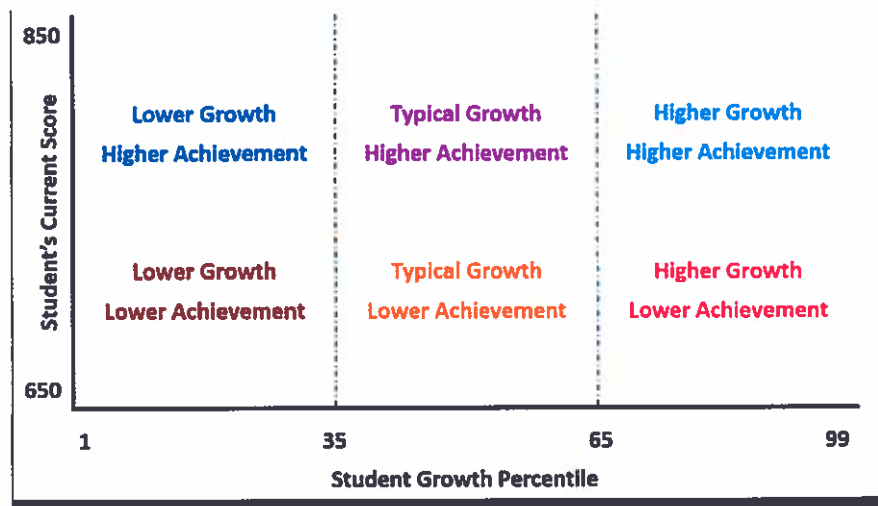 850
Lower Growth
Higher Achievement
Typical Growth
Higher Achievement
Higher Growth
Higher Achievement
Student's Current Score
Lower Growth
Lower Achievement
Typical Growth
Lower Achievement
Higher Growth
Lower Achievement
650
1
35
65
99
Student Growth Percentile